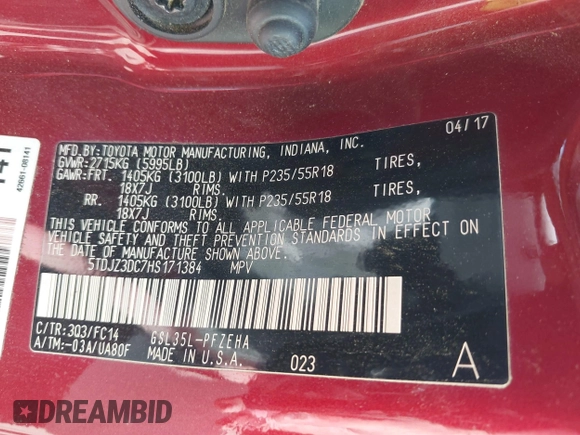 42661-08141
MFD.BY:TOYOTA MOTOR MANUFACTURING, INDIANA, INC. 04/17
GVWR:2715KG (5995LB)
GAWR:FRT. 1405KG (3100LB) WITH P235/55R18 TIRES,
18X7J RIMS.
RR. 1405KG (3100LB) WITH P235/55R18 TIRES,
18X7J RIMS.
THIS VEHICLE CONFORMS TO ALL APPLICABLE FEDERAL MOTOR
VEHICLE SAFETY AND THEFT PREVENTION STANDARDS IN EFFECT ON
THE DATE OF MANUFACTURE SHOWN ABOVE.
5TDJZ3DC7HS171384 MPV
C/TR:3Q3/FC14 GSL35L-PFZEHA
A/TM:-03A/UA80F MADE IN U.S.A. 023 A
DREAMBID